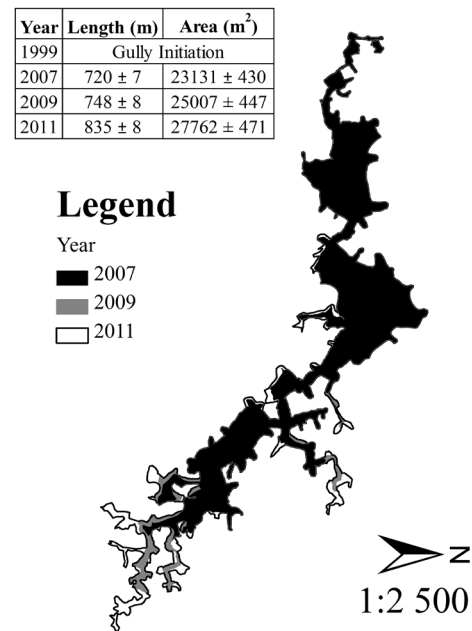 Year Length (m) Area (m²)
1999 Gully Initiation
2007 720 ± 7 23131 ± 430
2009 748 ± 8 25007 ± 447
2011 835 ± 8 27762 ± 471
Legend
Year
2007
2009
2011
N
1:2 500